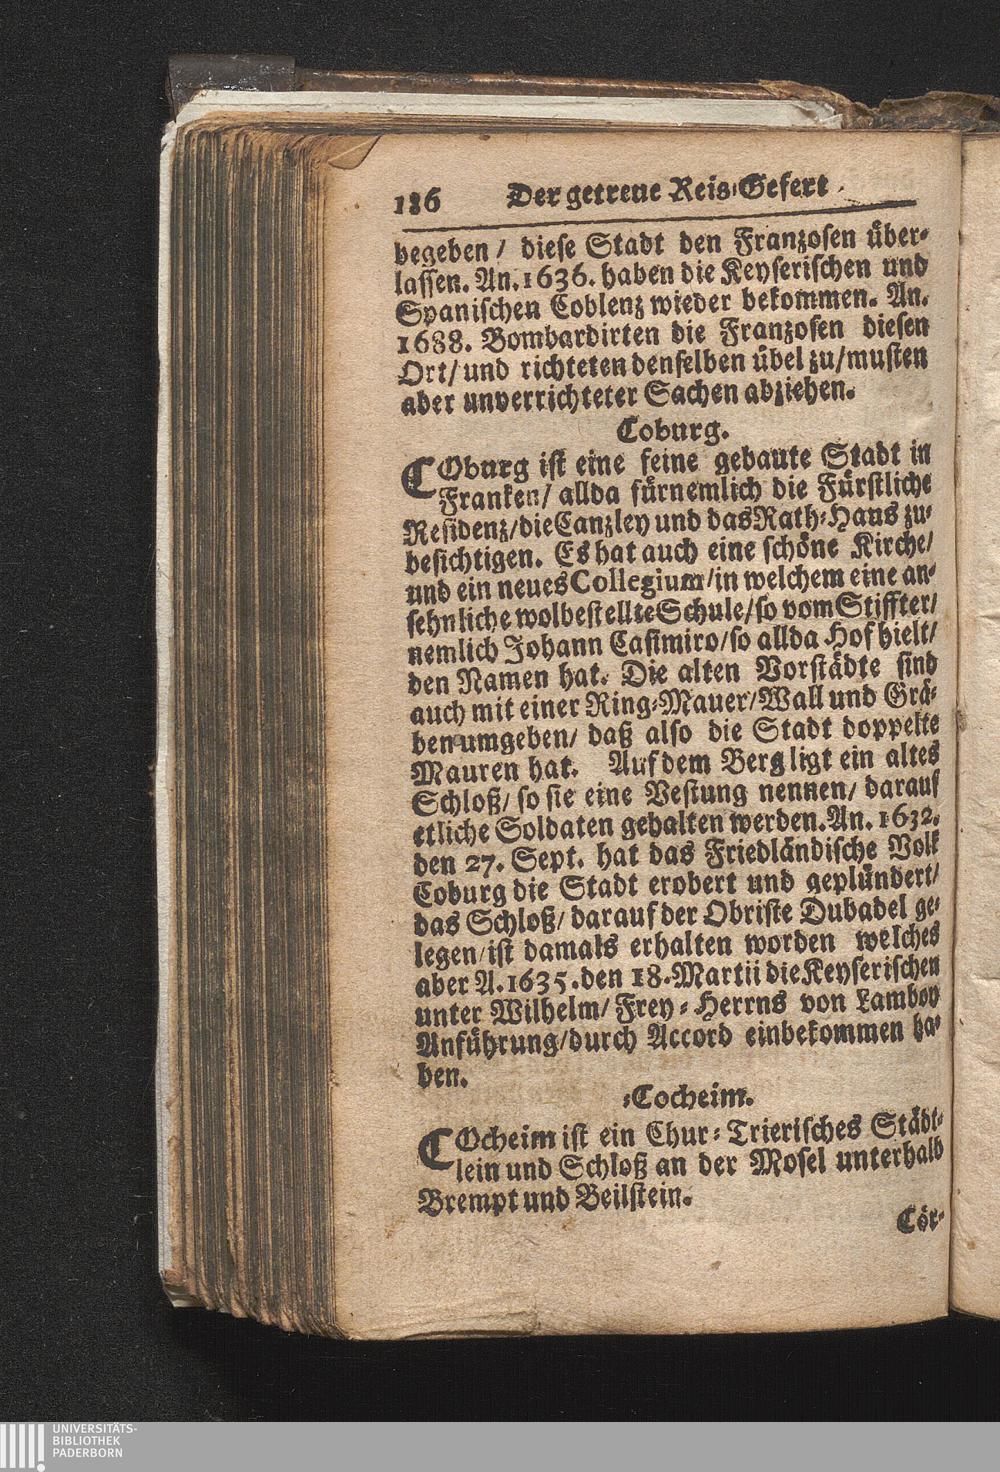 186 Der getreue Reis-Gefert
begeben / diese Stadt den Franzosen über-
lassen. An. 1636. haben die Keyserischen und
Spanischen Coblenz wieder bekommen. An.
1688. Bombardirten die Franzosen diesen
Ort/ und richteten denselben übel zu/ musten
aber unverrichteter Sachen abziehen.
Coburg.
COburg ist eine feine gebaute Stadt in
Franken/ allda fürnemlich die Fürstliche
Residenz/ die Canzley und das Rath-Haus zu-
besichtigen. Es hat auch eine schöne Kirche/
und ein neues Collegium/ in welchem eine an-
sehnliche wolbestellte Schule/ so vom Stiffter/
nemlich Johann Casimiro/ so allda Hof hielt/
den Namen hat. Die alten Vorstädte sind
auch mit einer Ring-Mauer/ Wall und Grä-
ben umgeben/ daß also die Stadt doppelte
Mauren hat. Auf dem Berg ligt ein altes
Schloß/ so sie eine Vestung nennen/ darauf
etliche Soldaten gehalten werden. An. 1632.
den 27. Sept. hat das Friedländische Volk
Coburg die Stadt erobert und geplündert/
das Schloß/ darauf der Obriste Dubadel ge-
legen/ ist damals erhalten worden welches
aber A. 1635. den 18. Martii die Keyserischen
unter Wilhelm/ Frey-Herrns von Lamboy
Anführung/ durch Accord einbekommen ha-
ben.
Cocheim.
COcheim ist ein Chur-Trierisches Städt-
lein und Schloß an der Mosel unterhalb
Brempt und Beilstein.
Cör-
UNIVERSITÄTS-
BIBLIOTHEK
PADERBORN